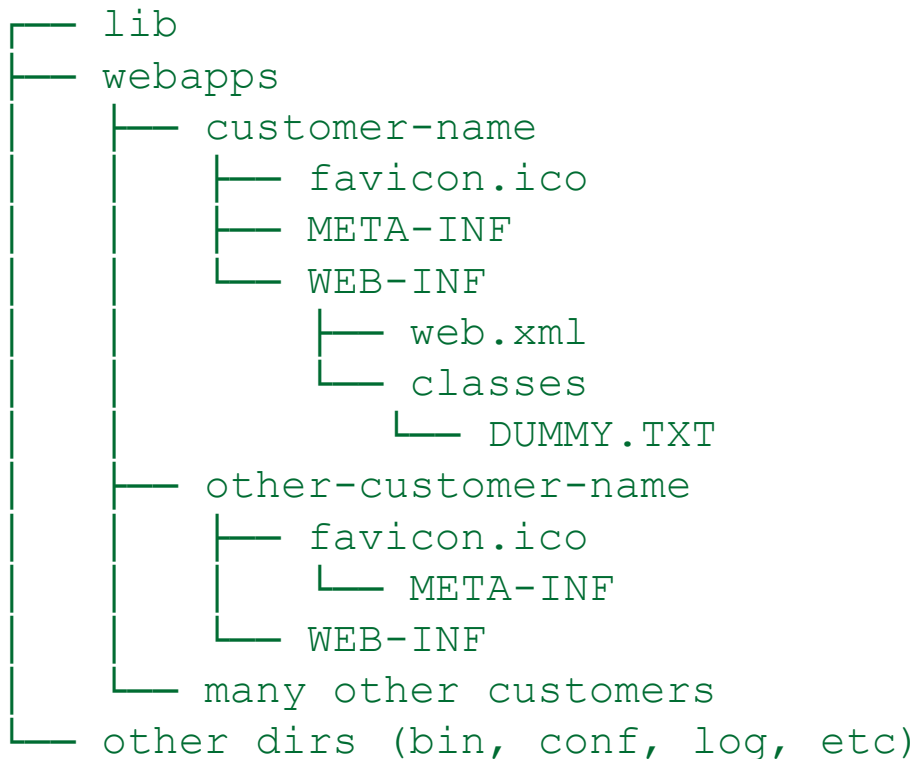 lib
webapps
customer-name
favicon.ico
META-INF
WEB-INF
web.xml
classes
DUMMY.TXT
other-customer-name
favicon.ico
META-INF
WEB-INF
many other customers
other dirs (bin, conf, log, etc)